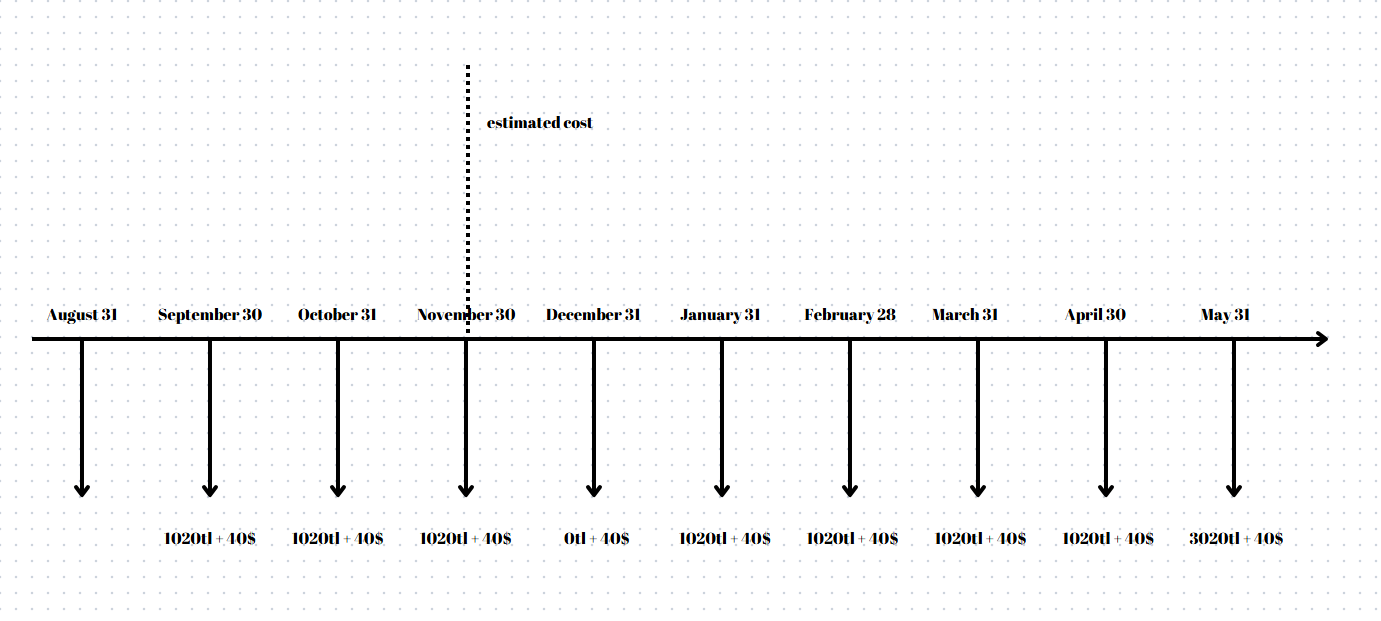 estimated cost
August 31
September 30
October 31
November 30
December 31
January 31
February 28
March 31
April 30
May 31
1020tl + 40$
1020tl + 40$
1020tl + 40$
0tl + 40$
1020tl + 40$
1020tl + 40$
1020tl + 40$
1020tl + 40$
3020tl + 40$